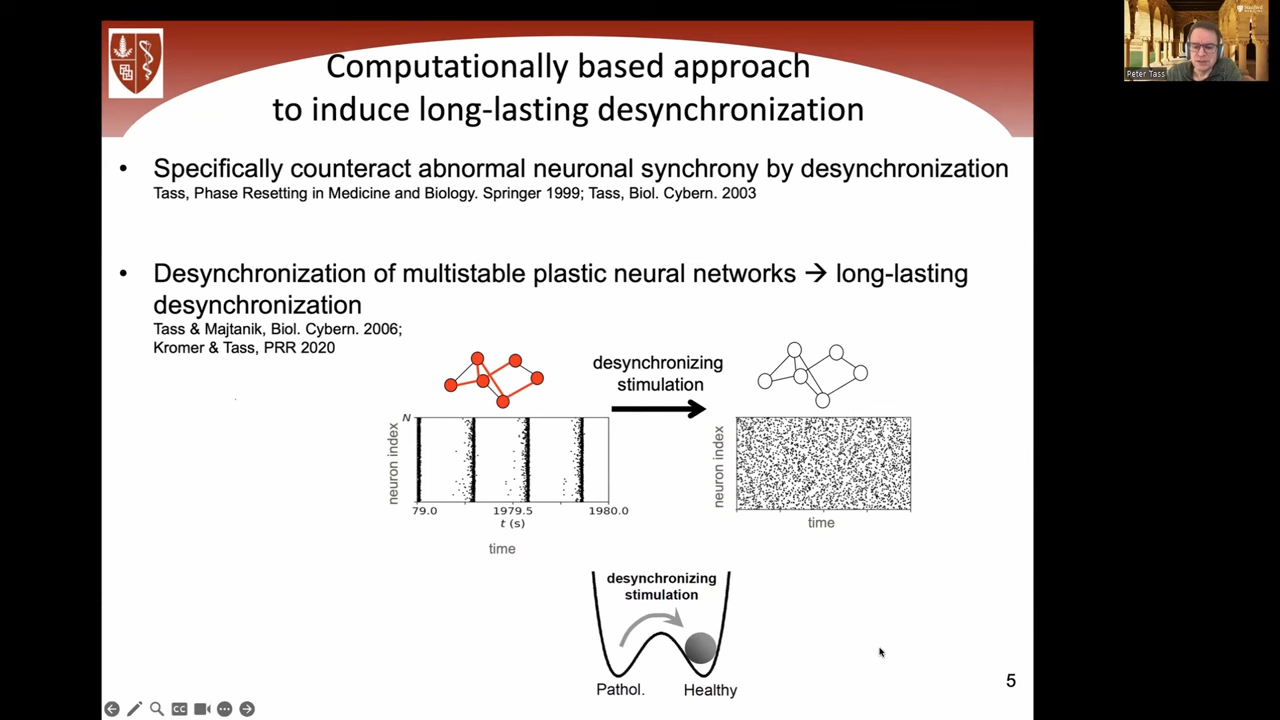 Computationally based approach
to induce long-lasting desynchronization
• Specifically counteract abnormal neuronal synchrony by desynchronization
Tass, Phase Resetting in Medicine and Biology. Springer 1999; Tass, Biol. Cybern. 2003
• Desynchronization of multistable plastic neural networks → long-lasting
desynchronization
Tass & Majtanik, Biol. Cybern. 2006;
Kromer & Tass, PRR 2020
desynchronizing
stimulation
N
neuron index
79.0 1979.5 1980.0
t (s)
time
neuron index
time
desynchronizing
stimulation
Pathol. Healthy
5
CC
Peter Tass
Stanford
MEDICINE